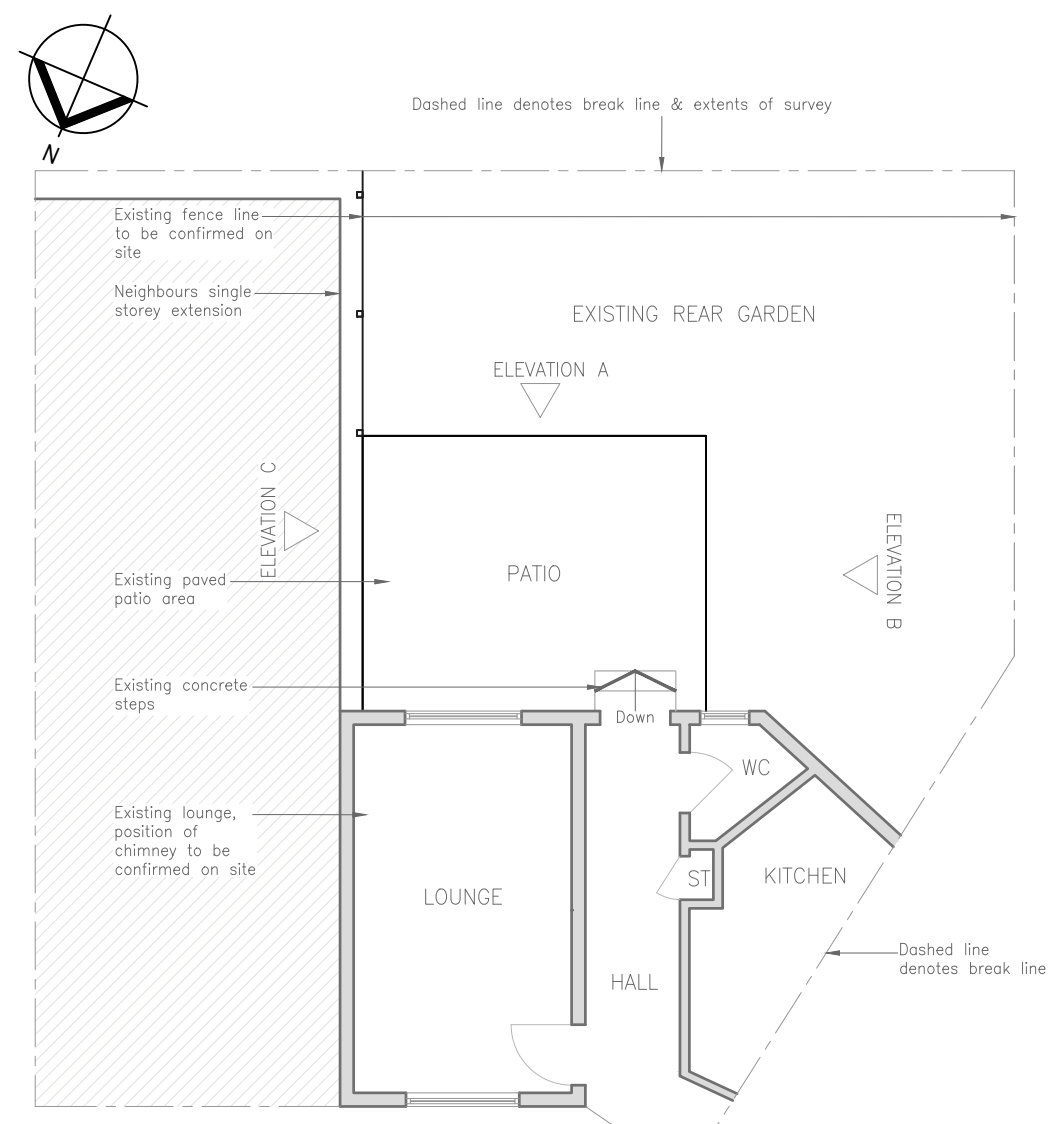 N
Dashed line denotes break line & extents of survey
Existing fence line
to be confirmed on
site
Neighbours single
storey extension
EXISTING REAR GARDEN
ELEVATION A
ELEVATION C
ELEVATION B
Existing paved
patio area
PATIO
Existing concrete
steps
Down
WC
Existing lounge,
position of
chimney to be
confirmed on site
LOUNGE
ST
KITCHEN
HALL
Dashed line
denotes break line